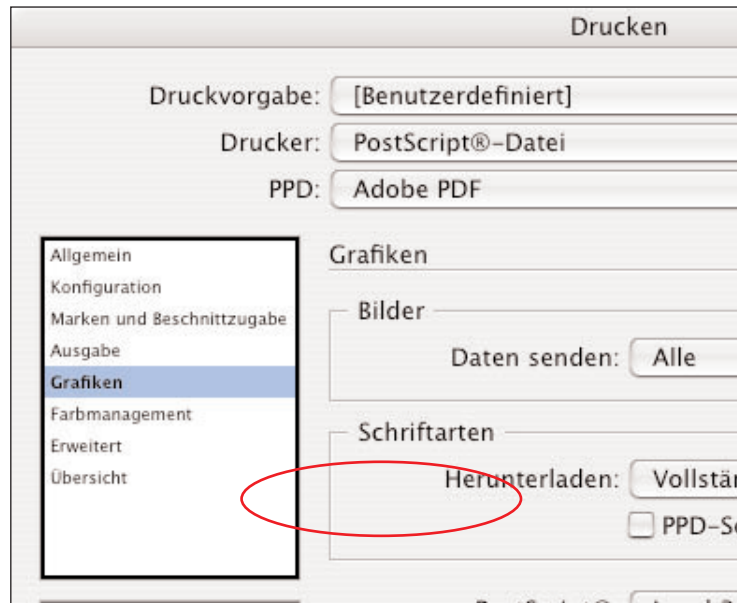 Drucken
Druckvorgabe: [Benutzerdefiniert]
Drucker: PostScript®-Datei
PPD: Adobe PDF
Allgemein
Konfiguration
Marken und Beschnittzugabe
Ausgabe
Grafiken
Farbmanagement
Erweitert
Übersicht
Grafiken
Bilder
Daten senden: Alle
Schriftarten
Herunterladen: